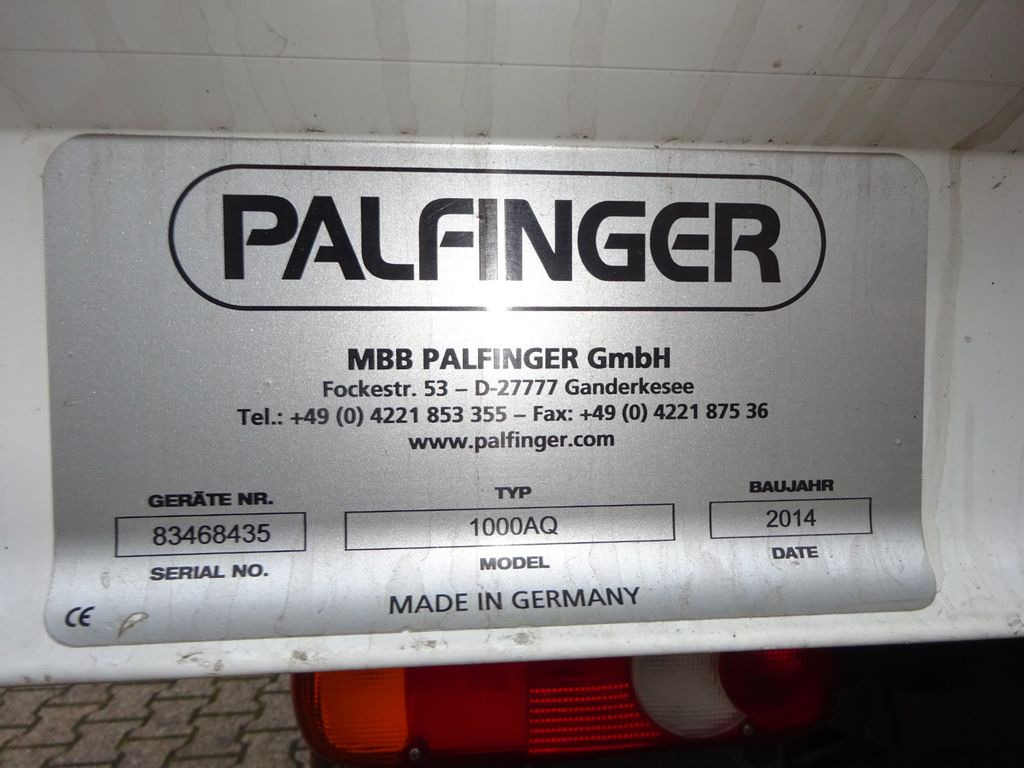 PALFINGER
MBB PALFINGER GmbH
Fockestr. 53 – D-27777 Ganderkesee
Tel.: +49 (0) 4221 853 355 – Fax: +49 (0) 4221 875 36
www.palfinger.com
GERÄTE NR. TYP BAUJAHR
83468435 1000AQ 2014
SERIAL NO. MODEL DATE
MADE IN GERMANY
CE